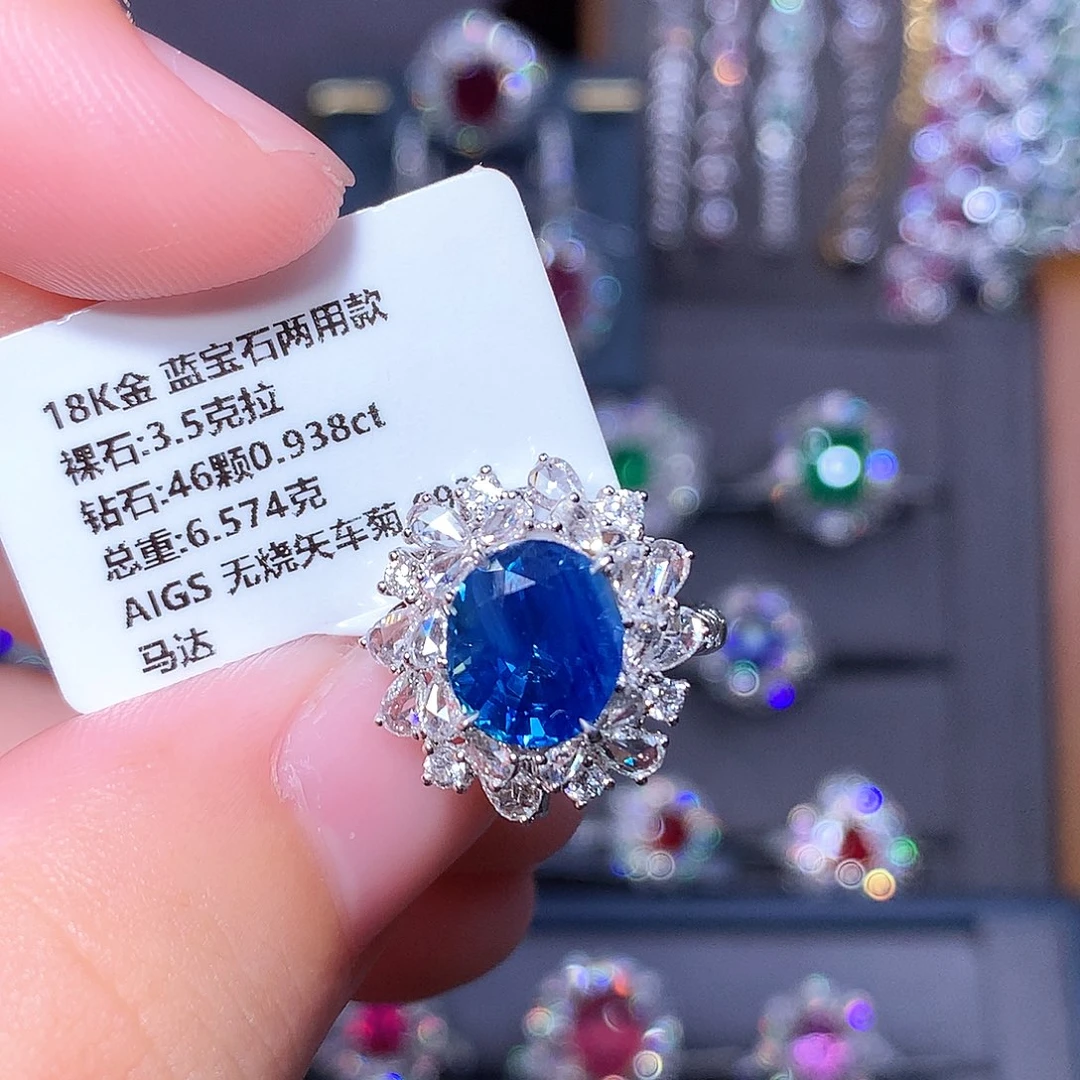 18K金 蓝宝石两用款
裸石:3.5克拉
钻石:46颗0.938ct
总重:6.574克
AIGS 无烧矢车菊
马达